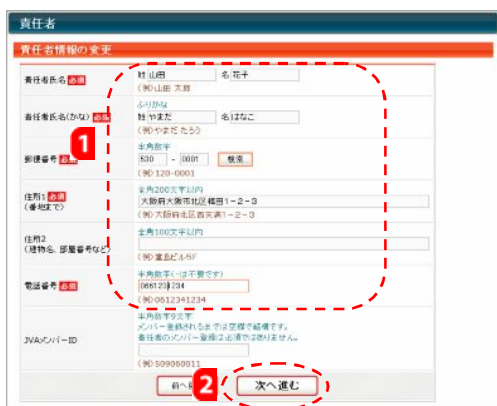 責任者
責任者情報の変更
責任者氏名 必須
姓 山田 名 花子
(例)山田 太郎
責任者氏名(かな) 必須
ふりがな
姓 やまだ 名 はなこ
(例)やまだ たろう
1
郵便番号 必須
半角数字
530 - 0001 検索
(例)120-0001
住所1 必須
(番地まで)
全角200文字以内
大阪府大阪市北区梅田1-2-3
(例)大阪府北区西天満1-2-3
住所2
(建物名、部屋番号など)
全角100文字以内
(例)堂島ビル5F
電話番号 必須
半角数字(-は不要です)
0661231234
(例)0612341234
JVAメンバーID
半角数字9文字
メンバー登録されるまでは空欄で結構です。
責任者のメンバー登録は必須ではありません。
(例)509060011
前へ
2
次へ進む